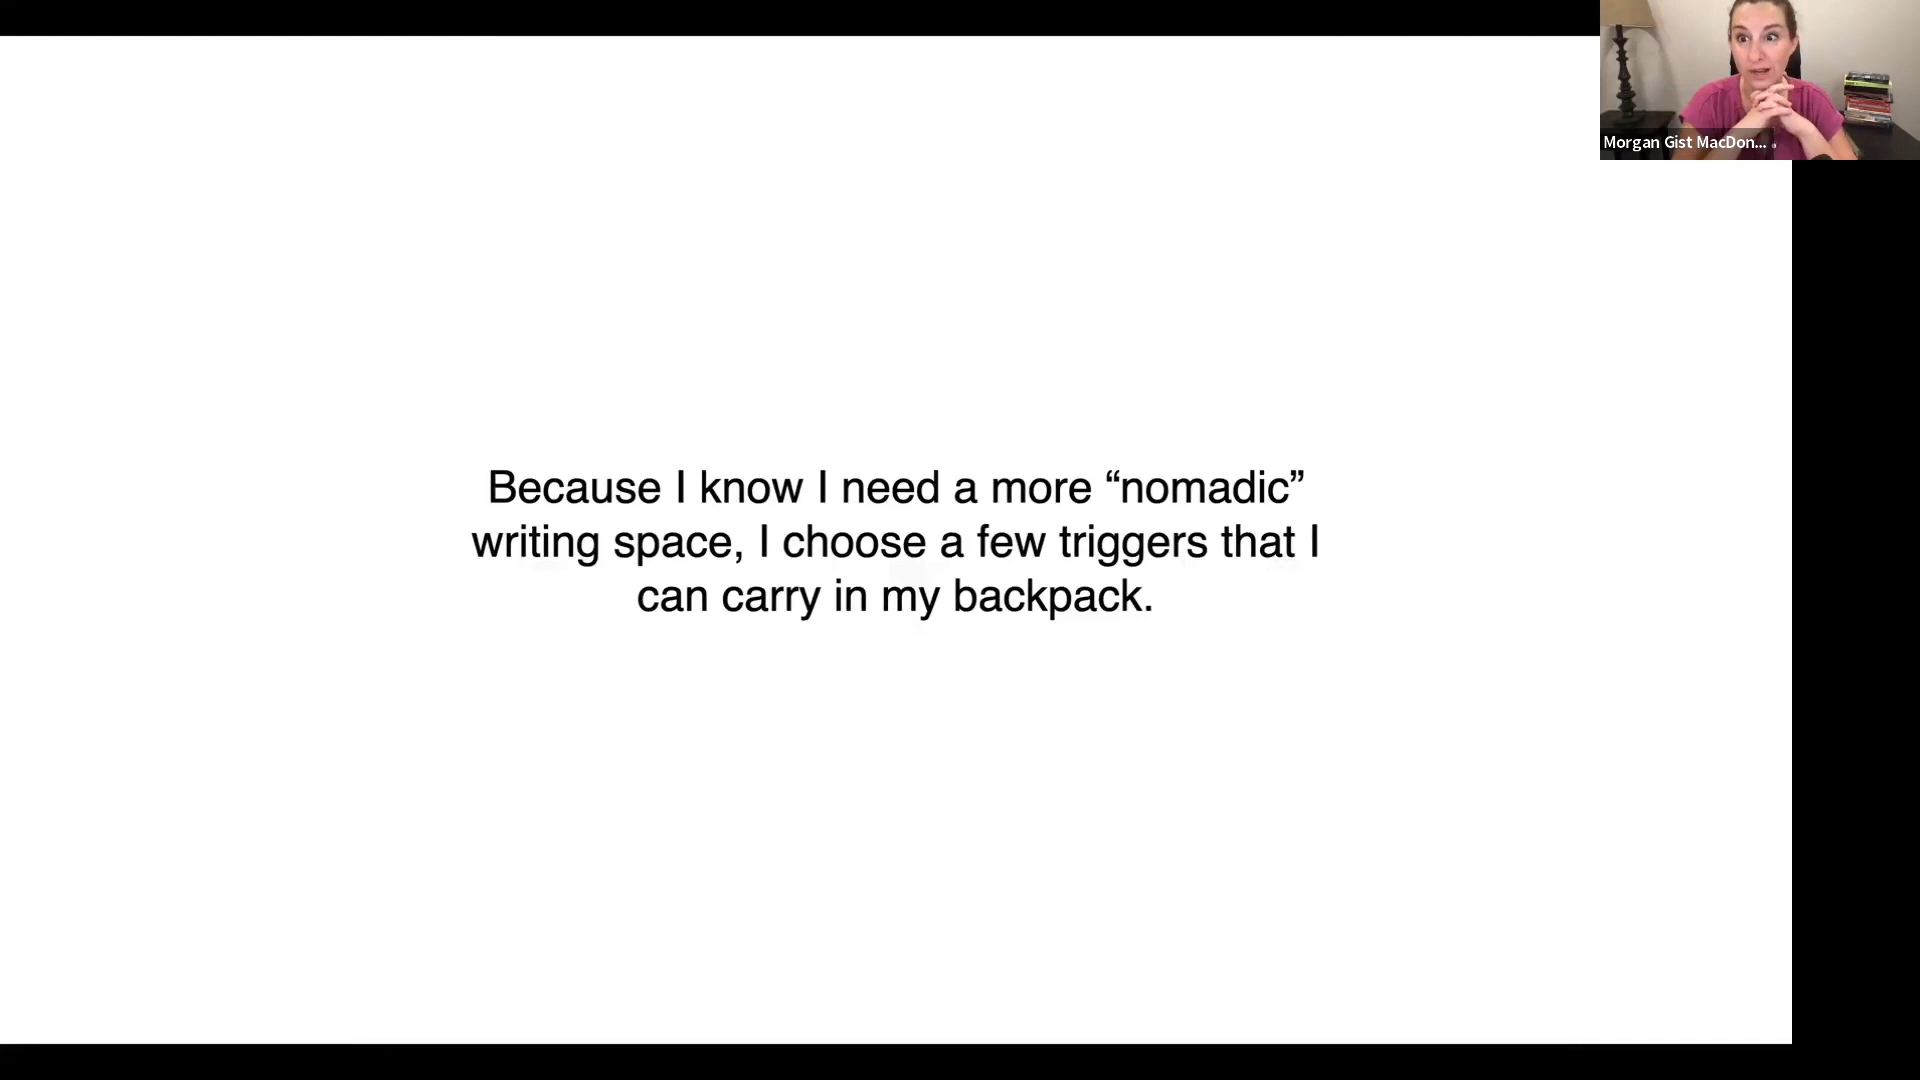 Morgan Gist MacDon...
Because I know I need a more “nomadic”
writing space, I choose a few triggers that I
can carry in my backpack.